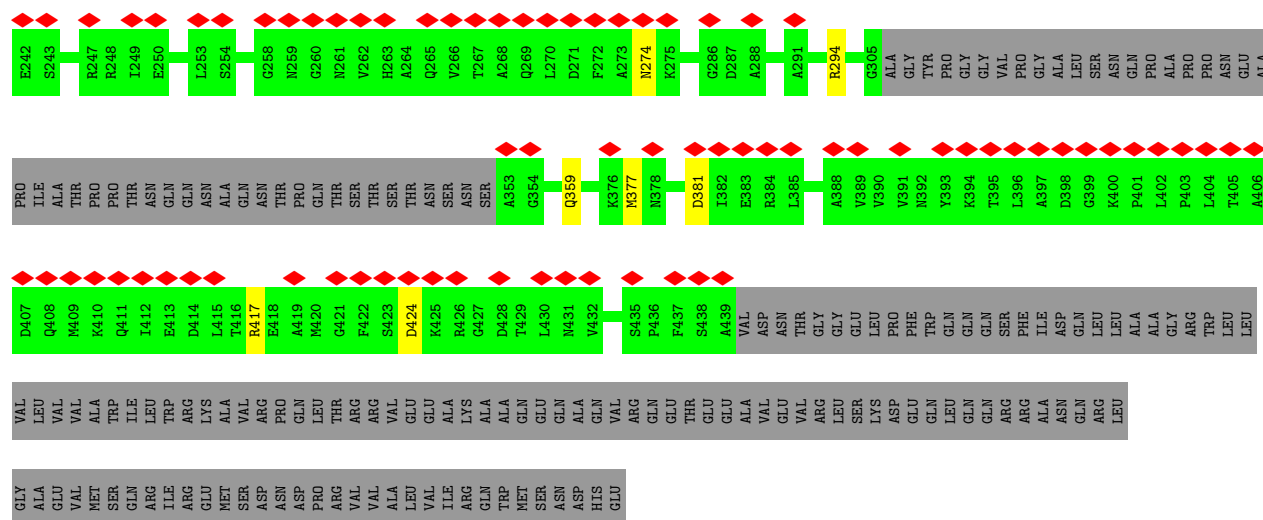 E242 S243 R247 R248 I249 E250 L253 S254 G258 N259 G260 N261 V262 H263 A264 Q265 V266 T267 A268 Q269 L270 D271 F272 A273 N274 K275 G286 D287 A288 A291 R294 G305 ALA GLY TYR PRO GLY GLY VAL PRO GLY ALA LEU SER ASN GLN PRO ALA PRO PRO ASN GLU ALA
PRO ILE ALA THR PRO PRO THR ASN GLN GLN ASN ALA GLN ASN THR PRO GLN THR SER THR SER THR THR ASN SER ASN SER A353 G354 Q359 K376 M377 N378 D381 I382 E383 R384 L385 A388 V389 V390 V391 N392 Y393 K394 T395 L396 A397 D398 G399 K400 P401 L402 P403 L404 T405 A406
D407 Q408 M409 K410 Q411 I412 E413 D414 L415 T416 R417 E418 A419 M420 G421 F422 S423 D424 K425 R426 G427 D428 T429 L430 N431 V432 S435 P436 F437 S438 A439 VAL ASP ASN THR GLY GLY GLU LEU PRO PHE TRP GLN GLN GLN SER PHE ILE ASP GLN LEU LEU ALA ALA GLY ARG TRP LEU LEU
VAL LEU VAL VAL ALA TRP ILE LEU TRP ARG LYS ALA VAL ARG PRO GLN LEU THR ARG ARG VAL GLU GLU ALA LYS ALA ALA GLN GLU GLN ALA GLN VAL ARG GLN GLU THR GLU GLU ALA VAL GLU VAL ARG LEU SER LYS ASP GLU GLN LEU GLN GLN ARG ARG ALA ASN GLN ARG LEU
GLY ALA GLU VAL MET SER GLN ARG ILE ARG GLU MET SER ASP ASN ASP PRO ARG VAL VAL ALA LEU VAL ILE ARG GLN TRP MET SER ASN ASP HIS GLU